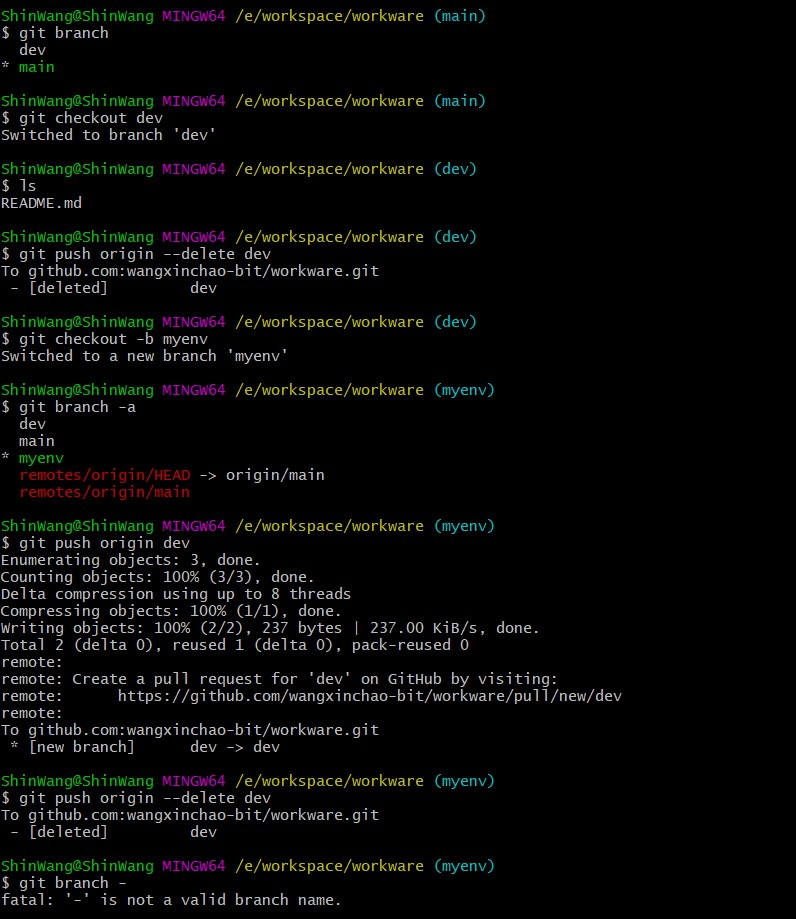 ShinWang@ShinWang MINGW64 /e/workspace/workware (main)
$ git branch
  dev
* main

ShinWang@ShinWang MINGW64 /e/workspace/workware (main)
$ git checkout dev
Switched to branch 'dev'

ShinWang@ShinWang MINGW64 /e/workspace/workware (dev)
$ ls
README.md

ShinWang@ShinWang MINGW64 /e/workspace/workware (dev)
$ git push origin --delete dev
To github.com:wangxinchao-bit/workware.git
 - [deleted]         dev

ShinWang@ShinWang MINGW64 /e/workspace/workware (dev)
$ git checkout -b myenv
Switched to a new branch 'myenv'

ShinWang@ShinWang MINGW64 /e/workspace/workware (myenv)
$ git branch -a
  dev
  main
* myenv
  remotes/origin/HEAD -> origin/main
  remotes/origin/main

ShinWang@ShinWang MINGW64 /e/workspace/workware (myenv)
$ git push origin dev
Enumerating objects: 3, done.
Counting objects: 100% (3/3), done.
Delta compression using up to 8 threads
Compressing objects: 100% (1/1), done.
Writing objects: 100% (2/2), 237 bytes | 237.00 KiB/s, done.
Total 2 (delta 0), reused 1 (delta 0), pack-reused 0
remote:
remote: Create a pull request for 'dev' on GitHub by visiting:
remote:      https://github.com/wangxinchao-bit/workware/pull/new/dev
remote:
To github.com:wangxinchao-bit/workware.git
 * [new branch]      dev -> dev

ShinWang@ShinWang MINGW64 /e/workspace/workware (myenv)
$ git push origin --delete dev
To github.com:wangxinchao-bit/workware.git
 - [deleted]         dev

ShinWang@ShinWang MINGW64 /e/workspace/workware (myenv)
$ git branch -
fatal: '-' is not a valid branch name.